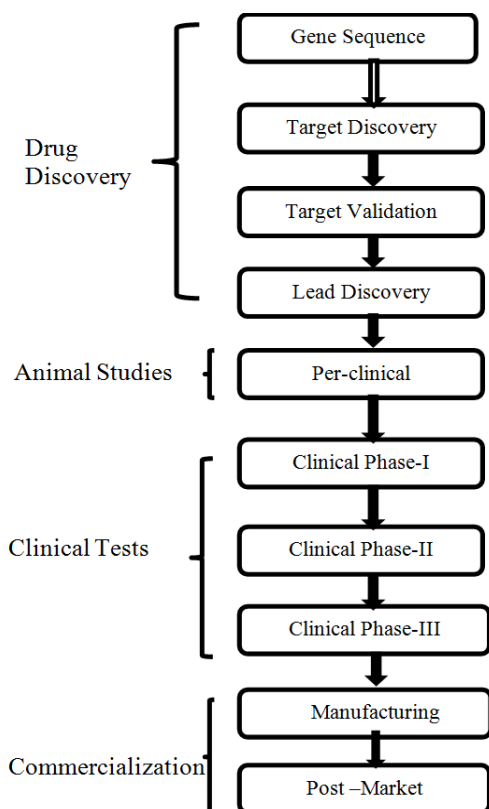 Gene Sequence
Target Discovery
Drug
Discovery
Target Validation
Lead Discovery
Animal Studies
Per-clinical
Clinical Phase-I
Clinical Tests
Clinical Phase-II
Clinical Phase-III
Manufacturing
Commercialization
Post –Market